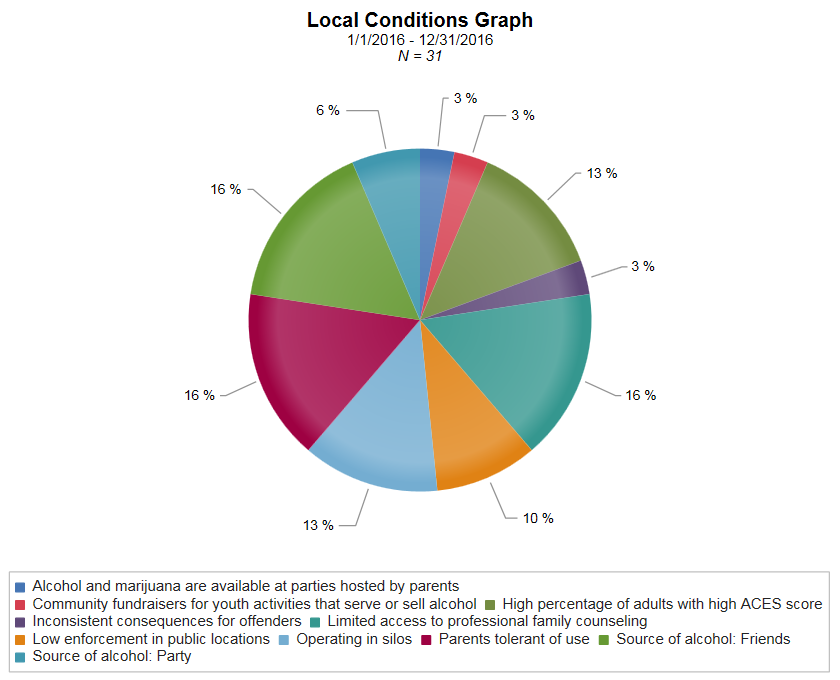 Local Conditions Graph
1/1/2016 - 12/31/2016
N = 31
3 %
3 %
13 %
3 %
16 %
10 %
13 %
16 %
16 %
6 %
Alcohol and marijuana are available at parties hosted by parents
Community fundraisers for youth activities that serve or sell alcohol High percentage of adults with high ACES score
Inconsistent consequences for offenders Limited access to professional family counseling
Low enforcement in public locations Operating in silos Parents tolerant of use Source of alcohol: Friends
Source of alcohol: Party